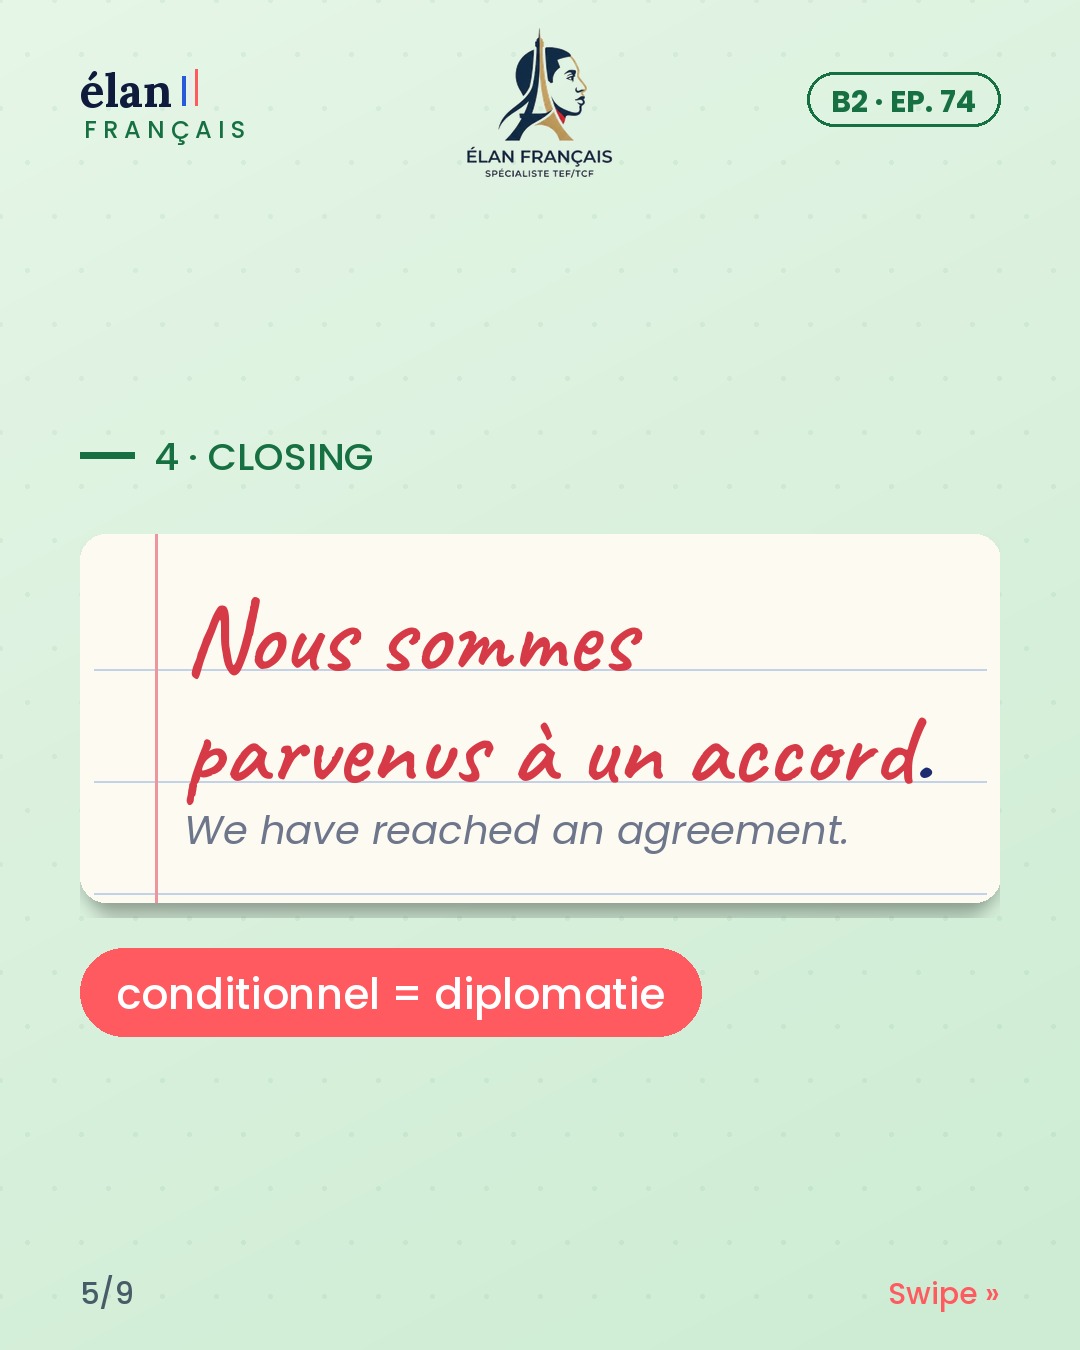 élan
FRANÇAIS
ÉLAN FRANÇAIS
SPÉCIALISTE TEF/TCF
B2 · EP. 74
4 · CLOSING
Nous sommes
parvenus à un accord.
We have reached an agreement.
conditionnel = diplomatie
5/9
Swipe »